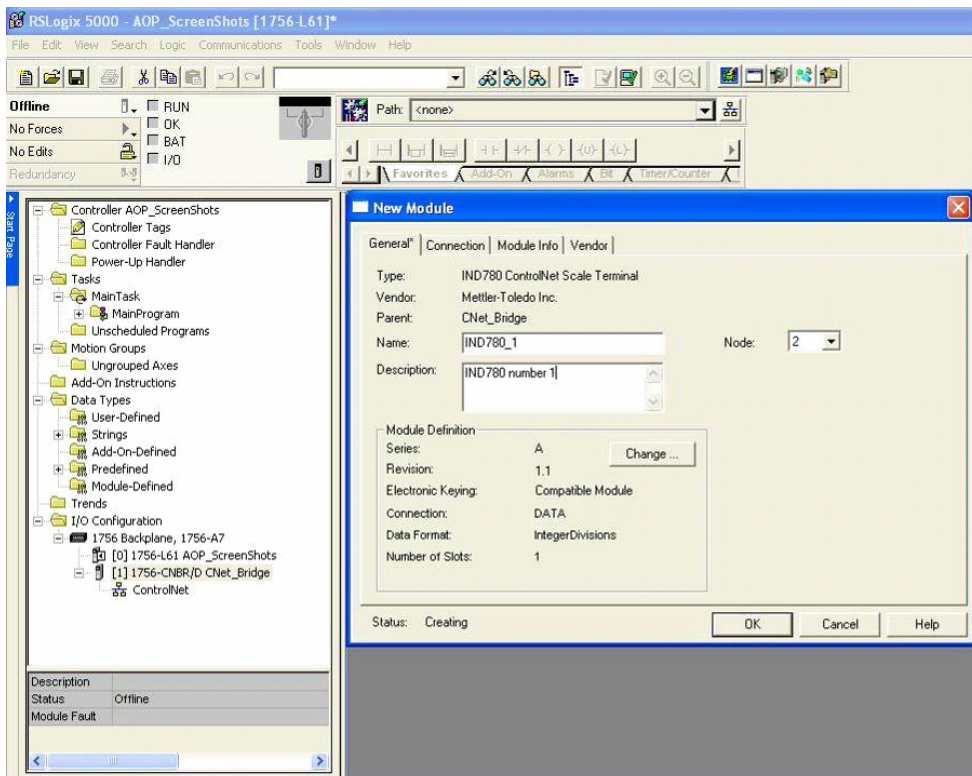 RSLogix 5000 - AOP_ScreenShots [1756-L61]*
File Edit View Search Logic Communications Tools Window Help
Offline
No Forces
No Edits
Redundancy
RUN
OK
BAT
I/O
Path: <none>
Favorites Add-On Alarms Bit Timer/Counter
Start Page
Controller AOP_ScreenShots
Controller Tags
Controller Fault Handler
Power-Up Handler
Tasks
MainTask
MainProgram
Unscheduled Programs
Motion Groups
Ungrouped Axes
Add-On Instructions
Data Types
User-Defined
Strings
Add-On-Defined
Predefined
Module-Defined
Trends
I/O Configuration
1756 Backplane, 1756-A7
[0] 1756-L61 AOP_ScreenShots
[1] 1756-CNBR/D CNet_Bridge
ControlNet
Description
Status Offline
Module Fault
New Module
General* Connection Module Info Vendor
Type: IND780 ControlNet Scale Terminal
Vendor: Mettler-Toledo Inc.
Parent: CNet_Bridge
Name: IND780_1 Node: 2
Description: IND780 number 1
Module Definition
Series: A Change ...
Revision: 1.1
Electronic Keying: Compatible Module
Connection: DATA
Data Format: IntegerDivisions
Number of Slots: 1
Status: Creating
OK Cancel Help